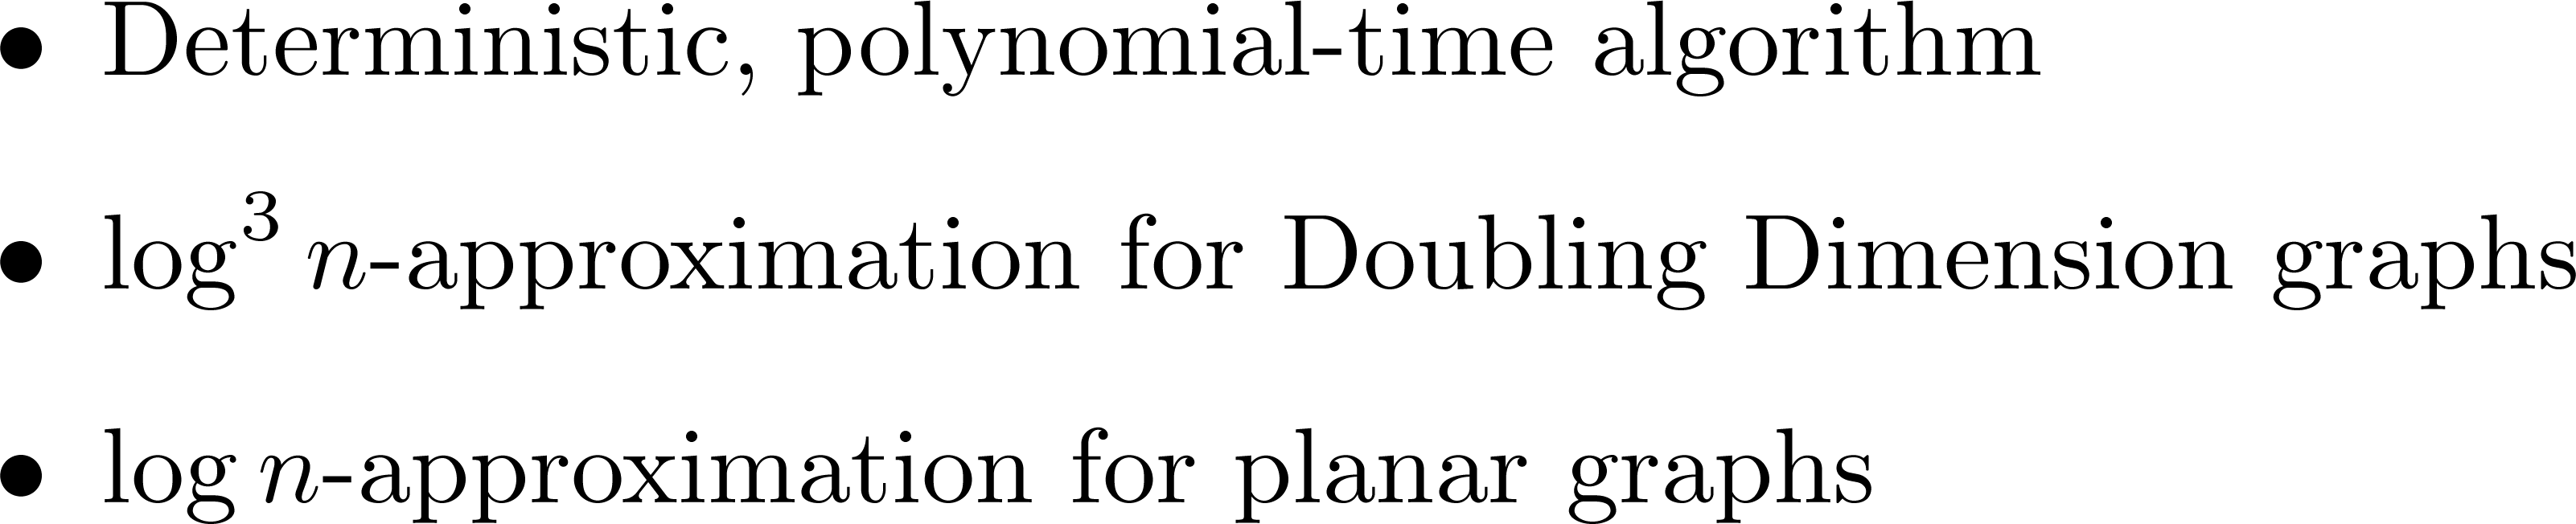 • Deterministic, polynomial-time algorithm
• log³ n-approximation for Doubling Dimension graphs
• log n-approximation for planar graphs